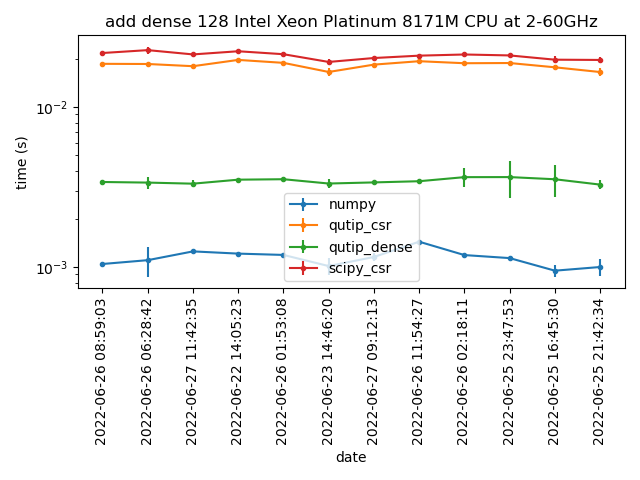 add dense 128 Intel Xeon Platinum 8171M CPU at 2-60GHz
time (s)
10⁻²
10⁻³
numpy
qutip_csr
qutip_dense
scipy_csr
2022-06-26 08:59:03
2022-06-26 06:28:42
2022-06-27 11:42:35
2022-06-22 14:05:23
2022-06-26 01:53:08
2022-06-23 14:46:20
2022-06-27 09:12:13
2022-06-26 11:54:27
2022-06-26 02:18:11
2022-06-25 23:47:53
2022-06-25 16:45:30
2022-06-25 21:42:34
date